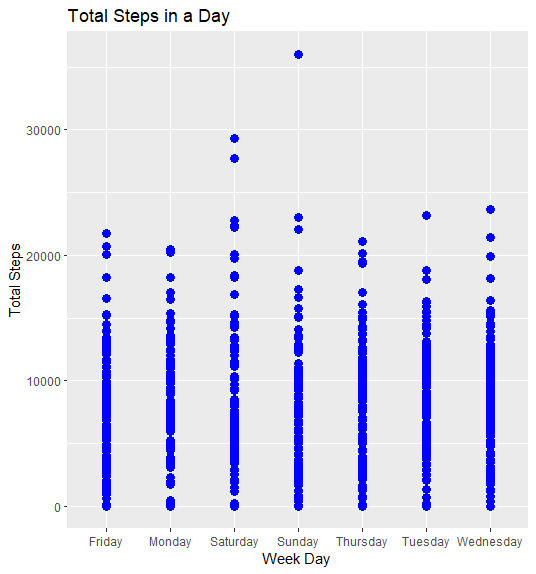 Total Steps in a Day
Total Steps
30000
20000
10000
0
Friday Monday Saturday Sunday Thursday Tuesday Wednesday
Week Day